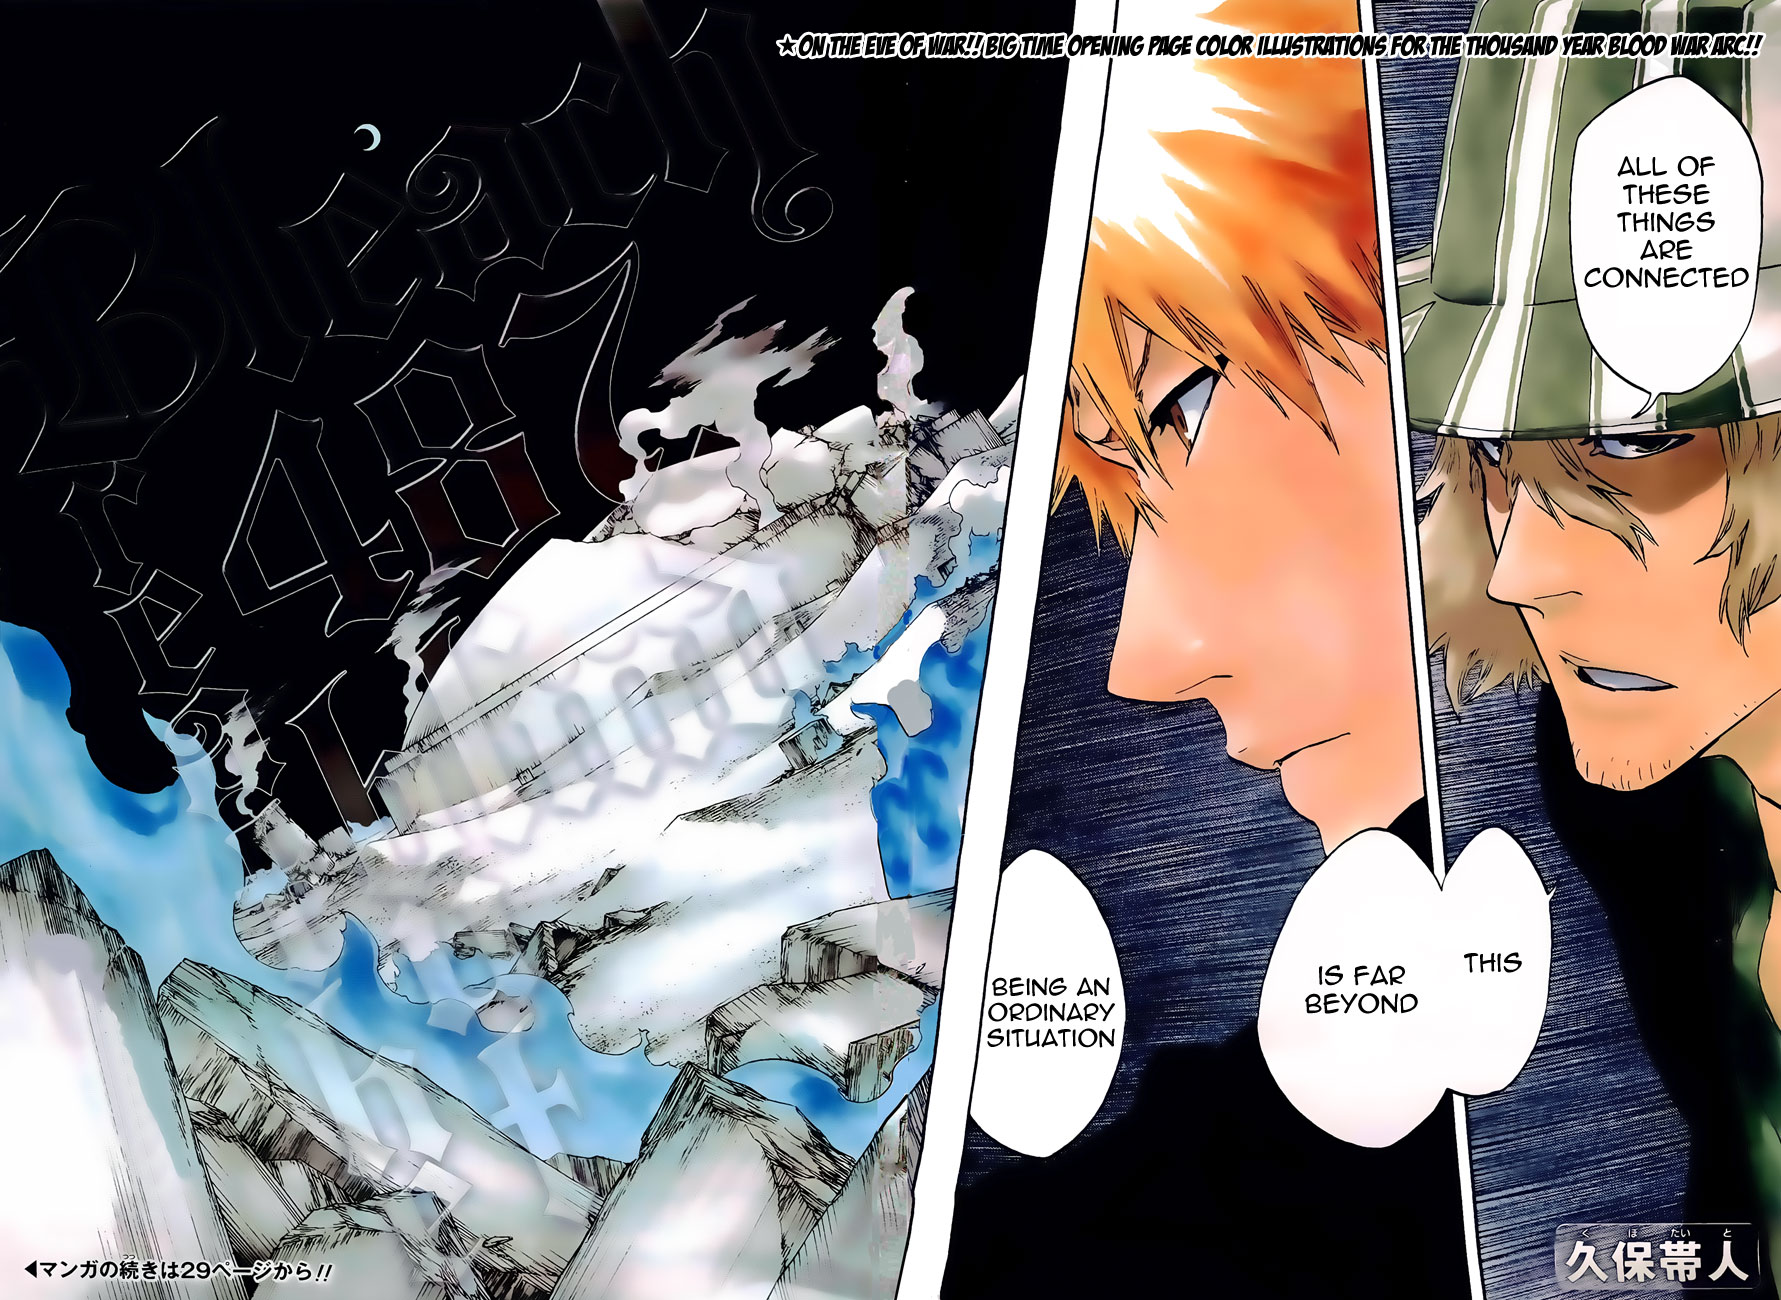 ★ON THE EVE OF WAR!! BIG TIME OPENING PAGE COLOR ILLUSTRATIONS FOR THE THOUSAND YEAR BLOOD WAR ARC!!
ALL OF
THESE
THINGS
ARE
CONNECTED
THIS
IS FAR
BEYOND
BEING AN
ORDINARY
SITUATION
Bleach
487
く ぼ たい と
久保帯人
◀マンガの続きは29ページから!!